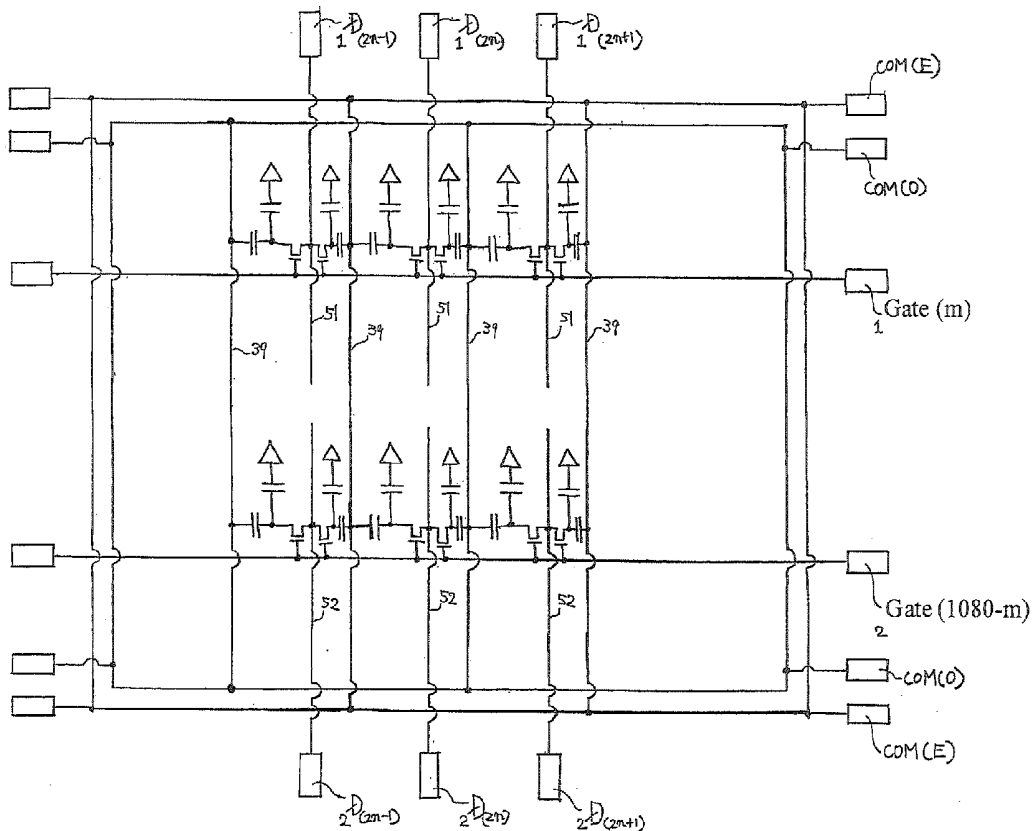 1 D(2n-1)
1 D(2n)
1 D(2n+1)
COM(E)
COM(O)
Gate (m)
1
51
51
51
39
39
39
39
52
52
52
Gate (1080-m)
2
COM(O)
COM(E)
2 D(2n-1)
2 D(2n)
2 D(2n+1)